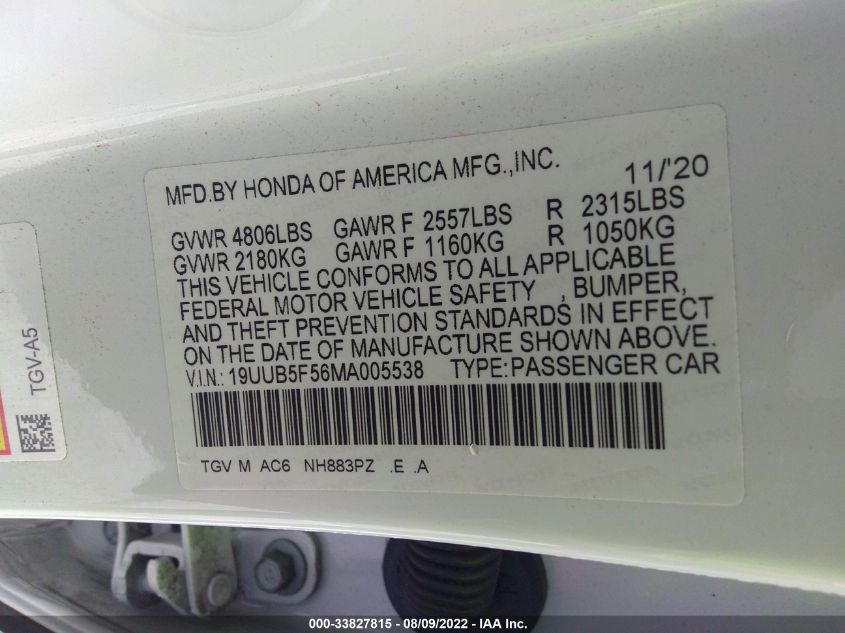 MFD.BY HONDA OF AMERICA MFG.,INC. 11/'20
GVWR 4806LBS GAWR F 2557LBS R 2315LBS
GVWR 2180KG GAWR F 1160KG R 1050KG
THIS VEHICLE CONFORMS TO ALL APPLICABLE
FEDERAL MOTOR VEHICLE SAFETY , BUMPER,
AND THEFT PREVENTION STANDARDS IN EFFECT
ON THE DATE OF MANUFACTURE SHOWN ABOVE.
V.I.N.: 19UUB5F56MA005538 TYPE:PASSENGER CAR
TGV M AC6 NH883PZ .E .A
TGV-A5
000-33827815 - 08/09/2022 - IAA Inc.